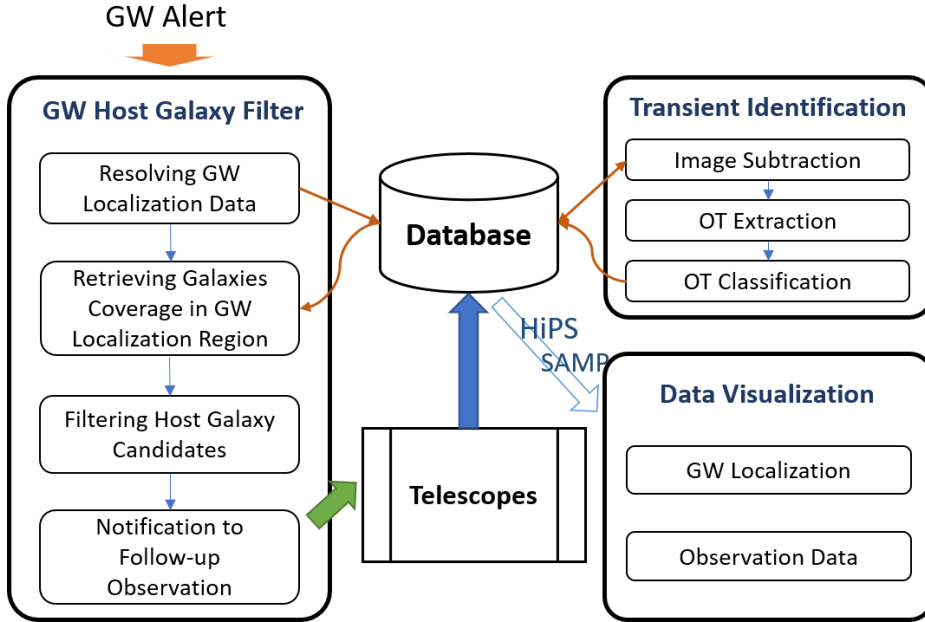 GW Alert
GW Host Galaxy Filter
Resolving GW
Localization Data
Retrieving Galaxies
Coverage in GW
Localization Region
Filtering Host Galaxy
Candidates
Notification to
Follow-up
Observation
Database
Telescopes
HiPS
SAMP
Transient Identification
Image Subtraction
OT Extraction
OT Classification
Data Visualization
GW Localization
Observation Data